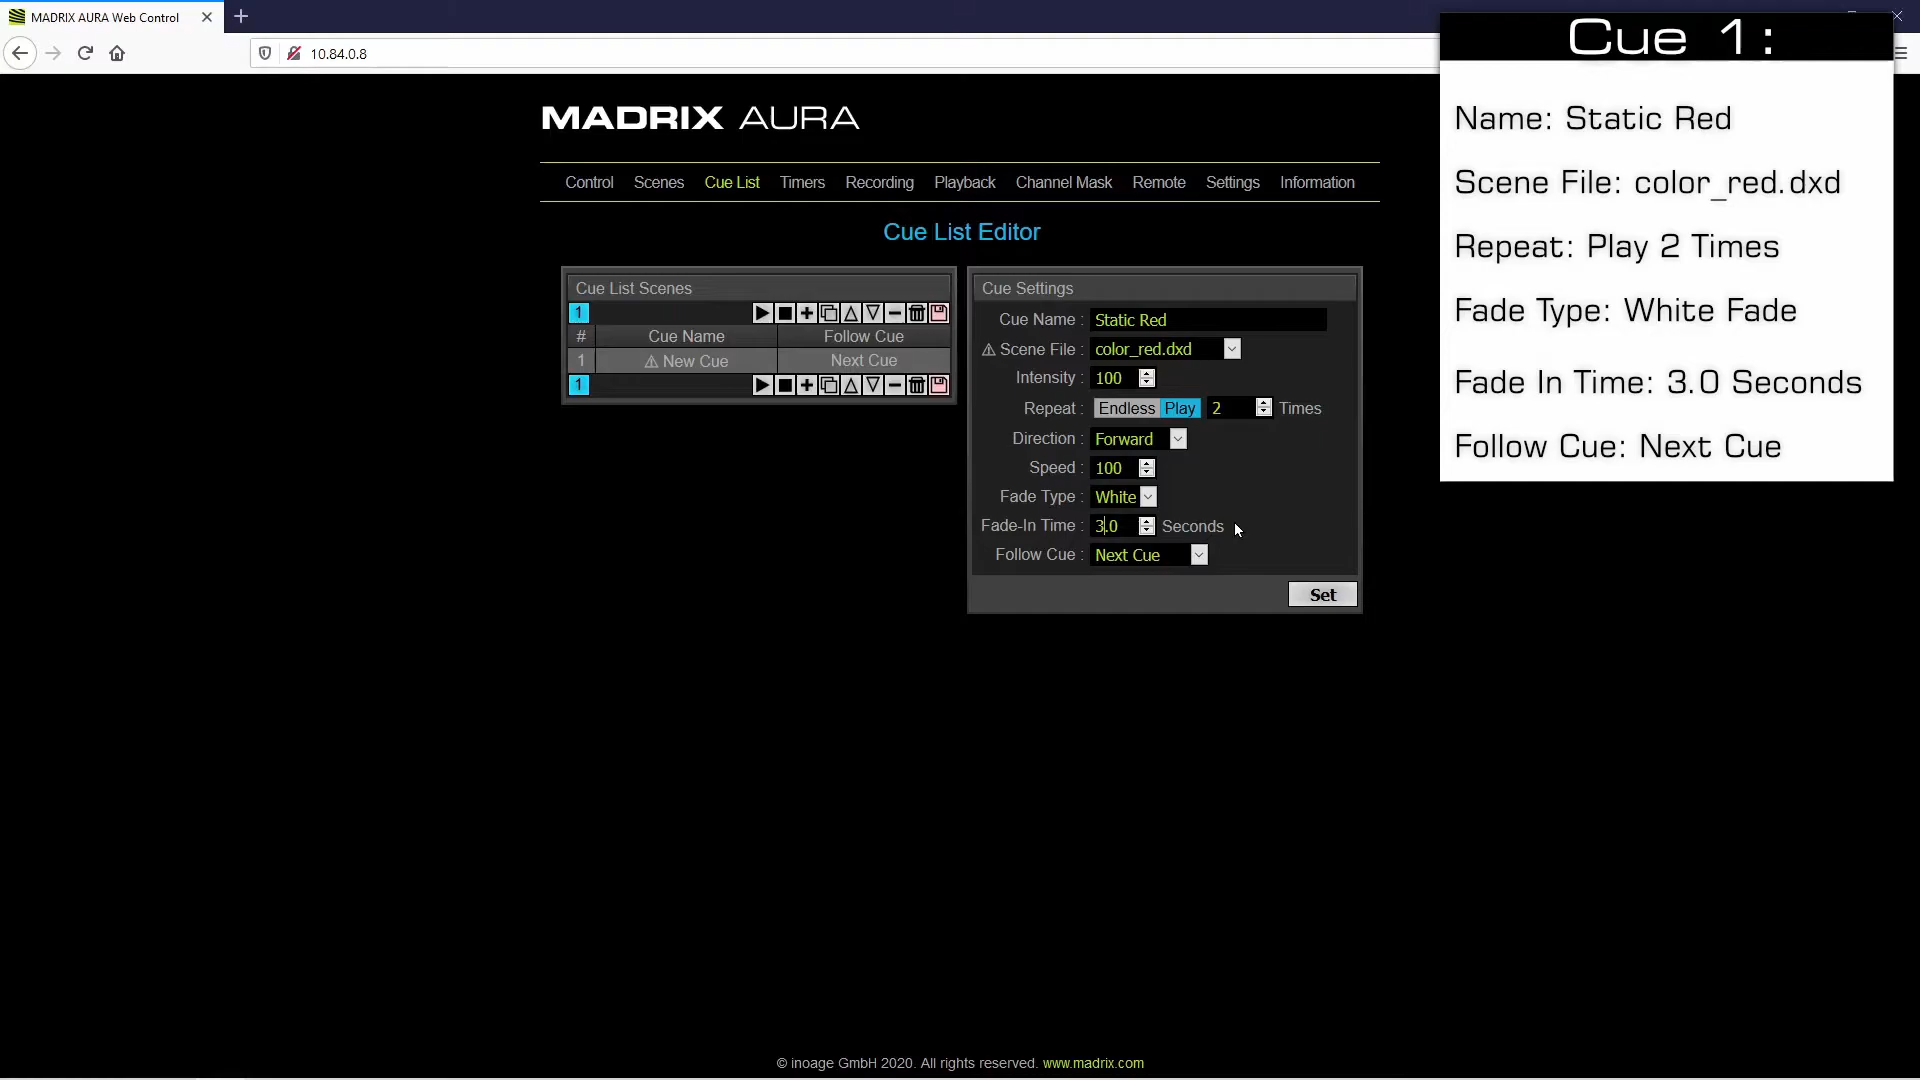 MADRIX AURA Web Control
10.84.0.8
MADRIX AURA
Control Scenes Cue List Timers Recording Playback Channel Mask Remote Settings Information
Cue List Editor
Cue List Scenes
1
# Cue Name Follow Cue
1 New Cue Next Cue
1
Cue Settings
Cue Name : Static Red
Scene File : color_red.dxd
Intensity : 100
Repeat : Endless Play 2 Times
Direction : Forward
Speed : 100
Fade Type : White
Fade-In Time : 3.0 Seconds
Follow Cue : Next Cue
Set
Cue 1:
Name: Static Red
Scene File: color_red.dxd
Repeat: Play 2 Times
Fade Type: White Fade
Fade In Time: 3.0 Seconds
Follow Cue: Next Cue
© inoage GmbH 2020. All rights reserved. www.madrix.com